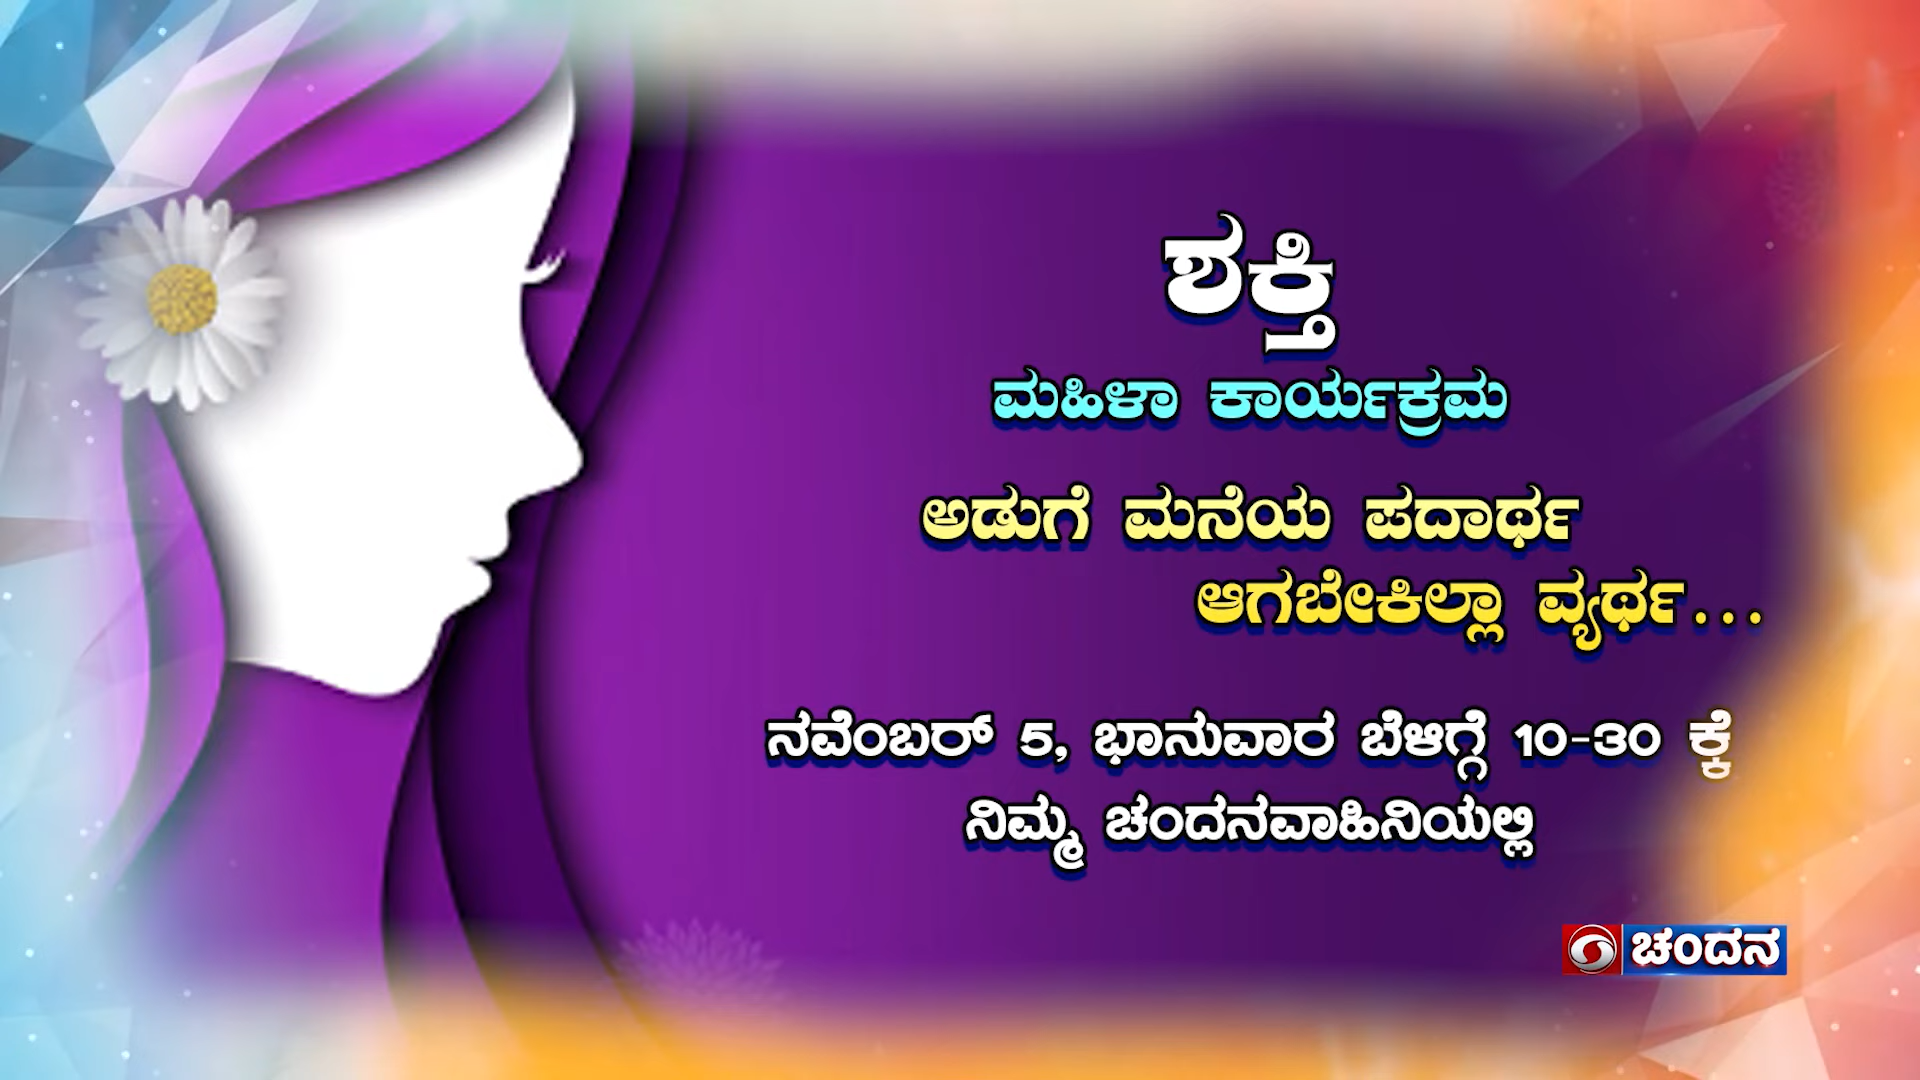 ಶಕ್ತಿ
ಮಹಿಳಾ ಕಾರ್ಯಕ್ರಮ
ಅಡುಗೆ ಮನೆಯ ಪದಾರ್ಥ
ಆಗಬೇಕಿಲ್ಲಾ ವ್ಯರ್ಥ...
ನವೆಂಬರ್ 5, ಭಾನುವಾರ ಬೆಳಿಗ್ಗೆ 10-30 ಕ್ಕೆ
ನಿಮ್ಮ ಚಂದನವಾಹಿನಿಯಲ್ಲಿ
ಚಂದನ